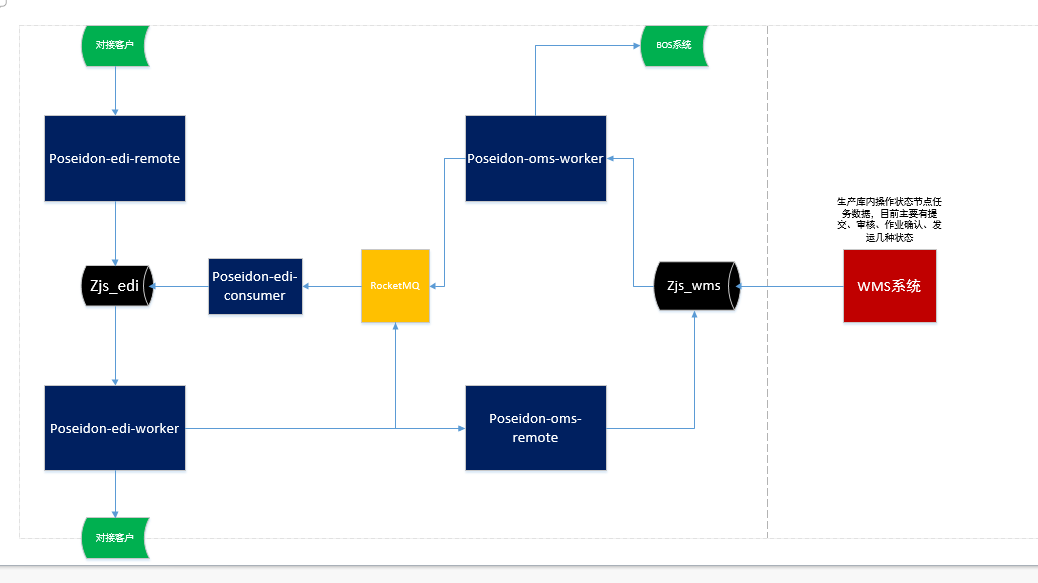 对接客户
BOS系统
Poseidon-edi-remote
Poseidon-oms-worker
生产库内操作状态节点任
务数据，目前主要有提
交、审核、作业确认、发
运几种状态
Zjs_edi
Poseidon-edi-
consumer
RocketMQ
Zjs_wms
WMS系统
Poseidon-edi-worker
Poseidon-oms-
remote
对接客户